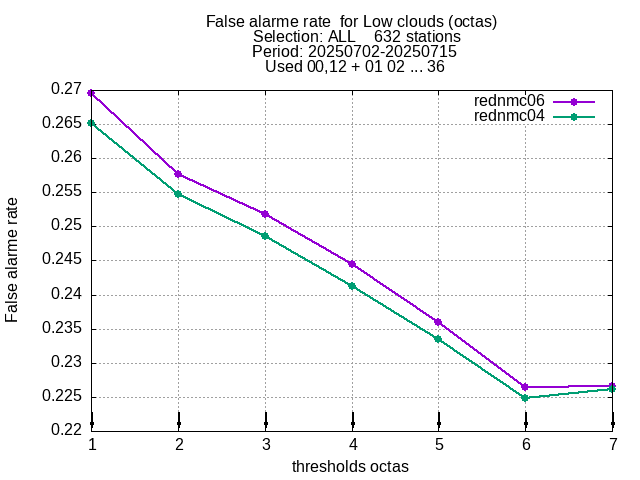 False alarme rate  for Low clouds (octas)
Selection: ALL    632 stations
Period: 20250702-20250715
Used 00,12 + 01 02 ... 36
rednmc06
rednmc04
0.27
0.265
0.26
0.255
0.25
0.245
0.24
0.235
0.23
0.225
0.22
False alarme rate
1 2 3 4 5 6 7
thresholds octas